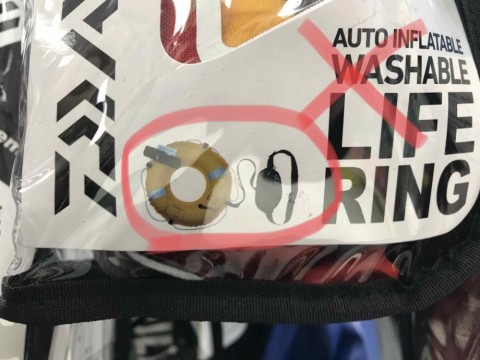 AUTO INFLATABLE
WASHABLE
LIFE
RING